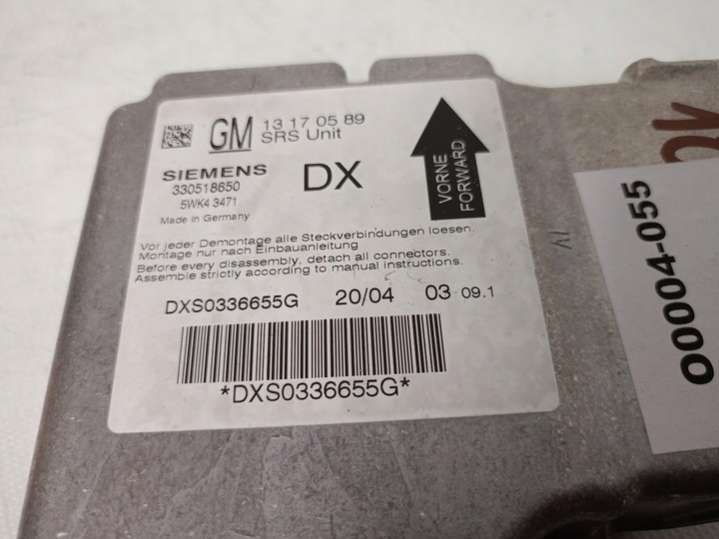 GM 13 17 05 89
SRS Unit
SIEMENS
330518650
5WK4 3471
Made in Germany
DX
VORNE
FORWARD
Vor jeder Demontage alle Steckverbindungen loesen.
Montage nur nach Einbauanleitung
Before every disassembly, detach all connectors.
Assemble strictly according to manual instructions.
DXS0336655G 20/04 03 09.1
*DXS0336655G*
00004-055